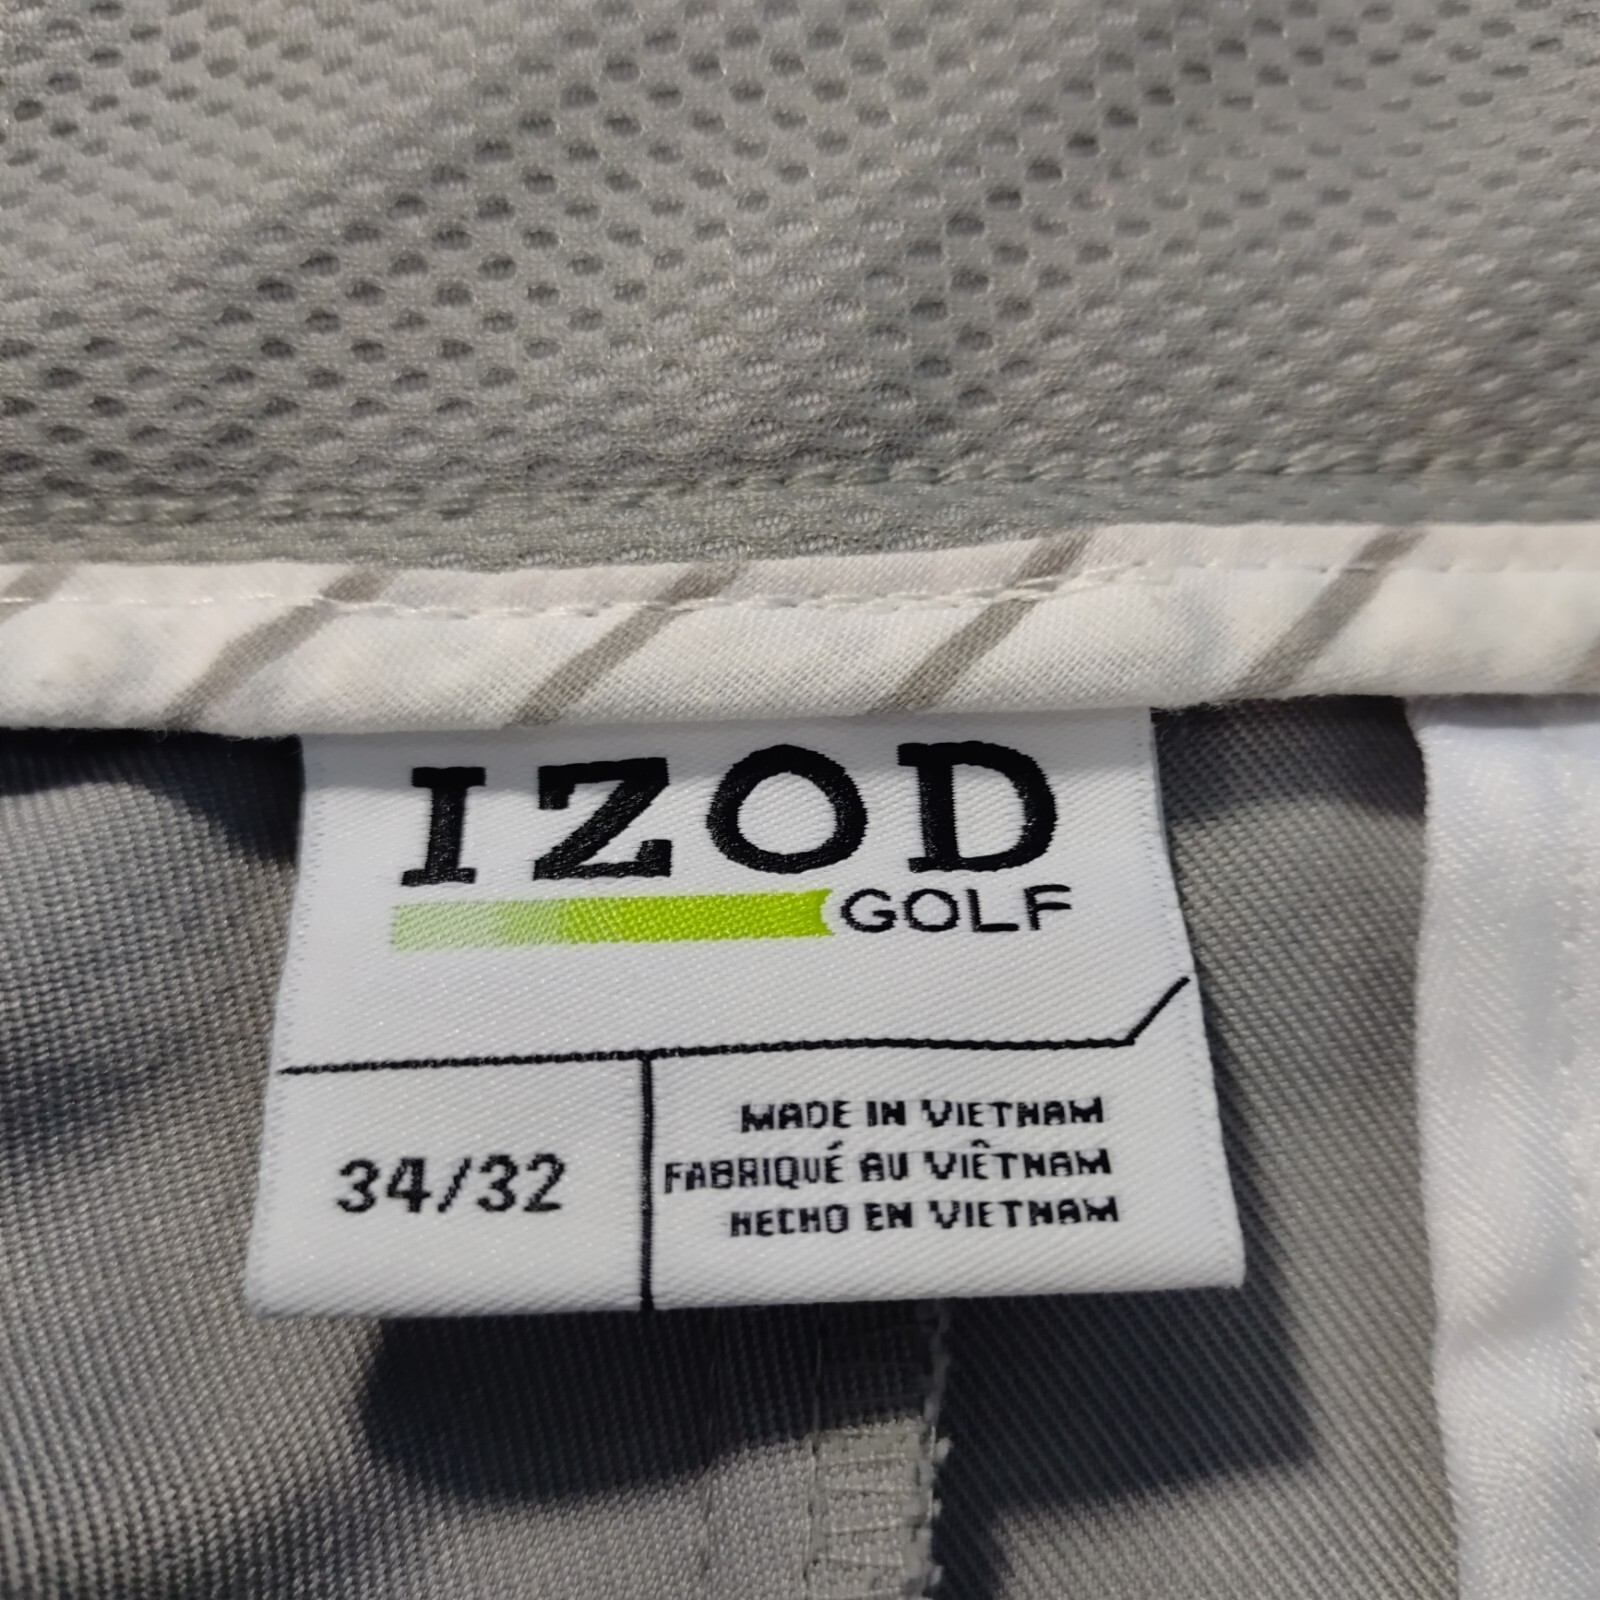 IZOD
GOLF
34/32
MADE IN VIETNAM
FABRIQUÉ AU VIÊTNAM
HECHO EN VIETNAM